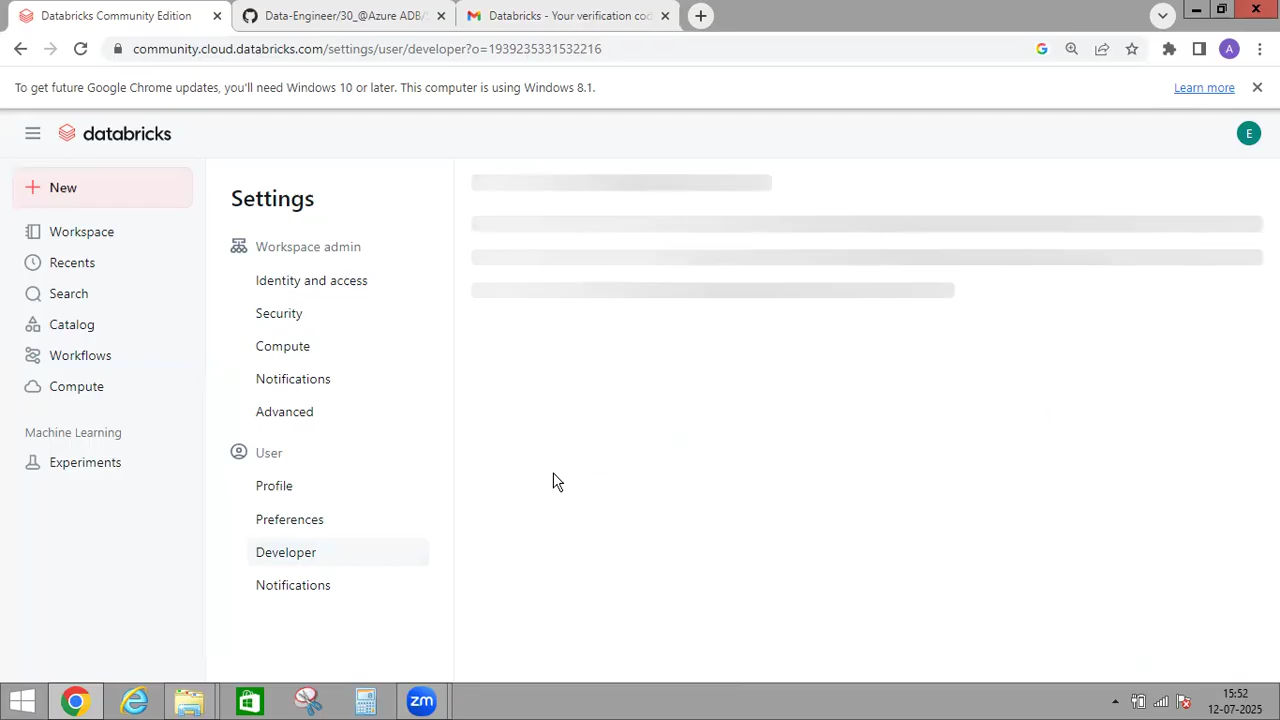 Databricks Community Edition
Data-Engineer/30_@Azure ADB/
Databricks - Your verification cod
community.cloud.databricks.com/settings/user/developer?o=1939235331532216
A
To get future Google Chrome updates, you'll need Windows 10 or later. This computer is using Windows 8.1.
Learn more
databricks
E
New
Workspace
Recents
Search
Catalog
Workflows
Compute
Machine Learning
Experiments
Settings
Workspace admin
Identity and access
Security
Compute
Notifications
Advanced
User
Profile
Preferences
Developer
Notifications
zm
15:52
12-07-2025